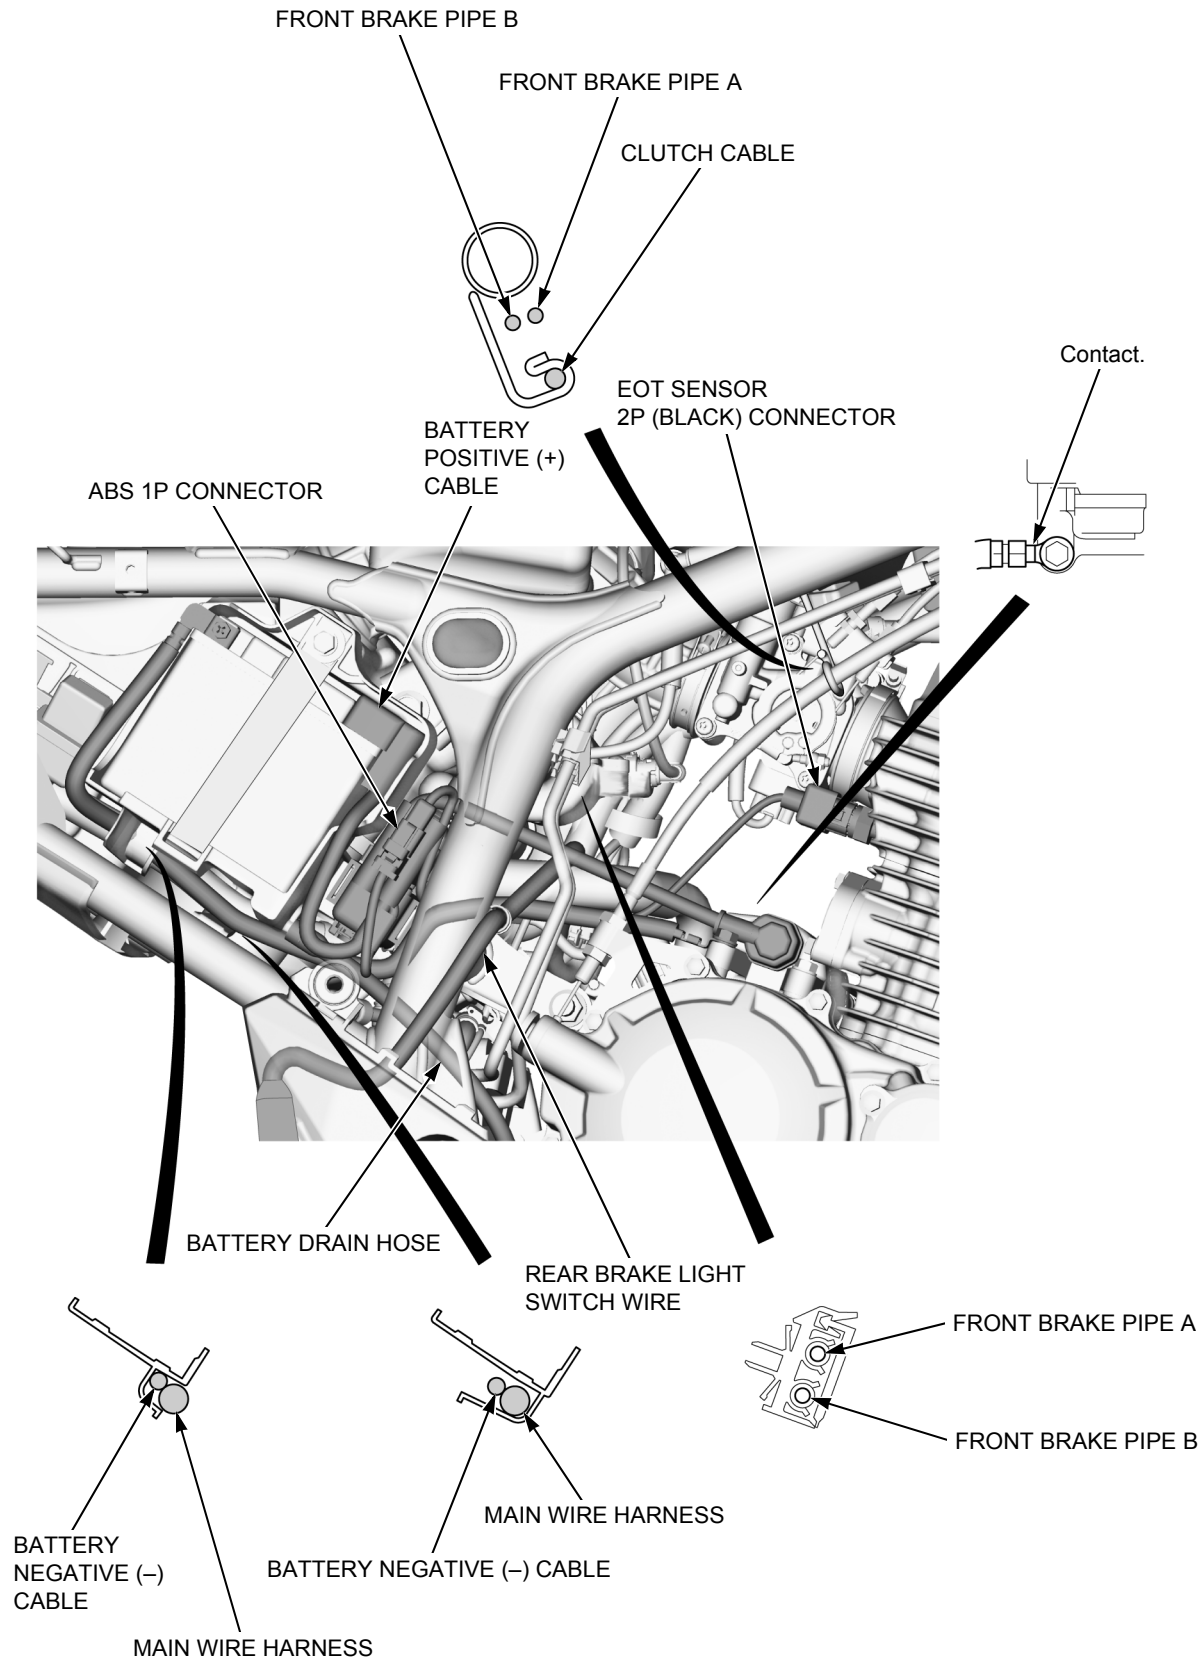 FRONT BRAKE PIPE B
FRONT BRAKE PIPE A
CLUTCH CABLE
Contact.
EOT SENSOR
2P (BLACK) CONNECTOR
BATTERY
POSITIVE (+)
CABLE
ABS 1P CONNECTOR
BATTERY DRAIN HOSE
REAR BRAKE LIGHT
SWITCH WIRE
FRONT BRAKE PIPE A
FRONT BRAKE PIPE B
MAIN WIRE HARNESS
BATTERY NEGATIVE (–) CABLE
BATTERY
NEGATIVE (–)
CABLE
MAIN WIRE HARNESS